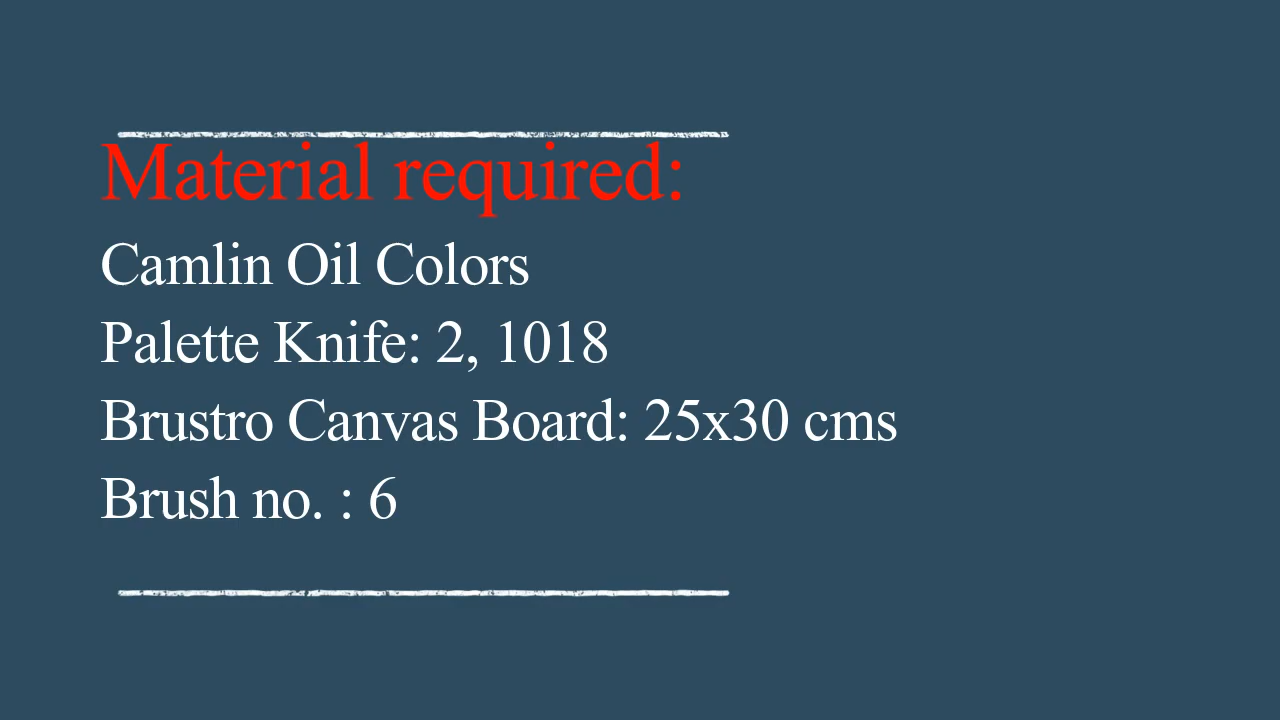 Material required:
Camlin Oil Colors
Palette Knife: 2, 1018
Brustro Canvas Board: 25x30 cms
Brush no. : 6